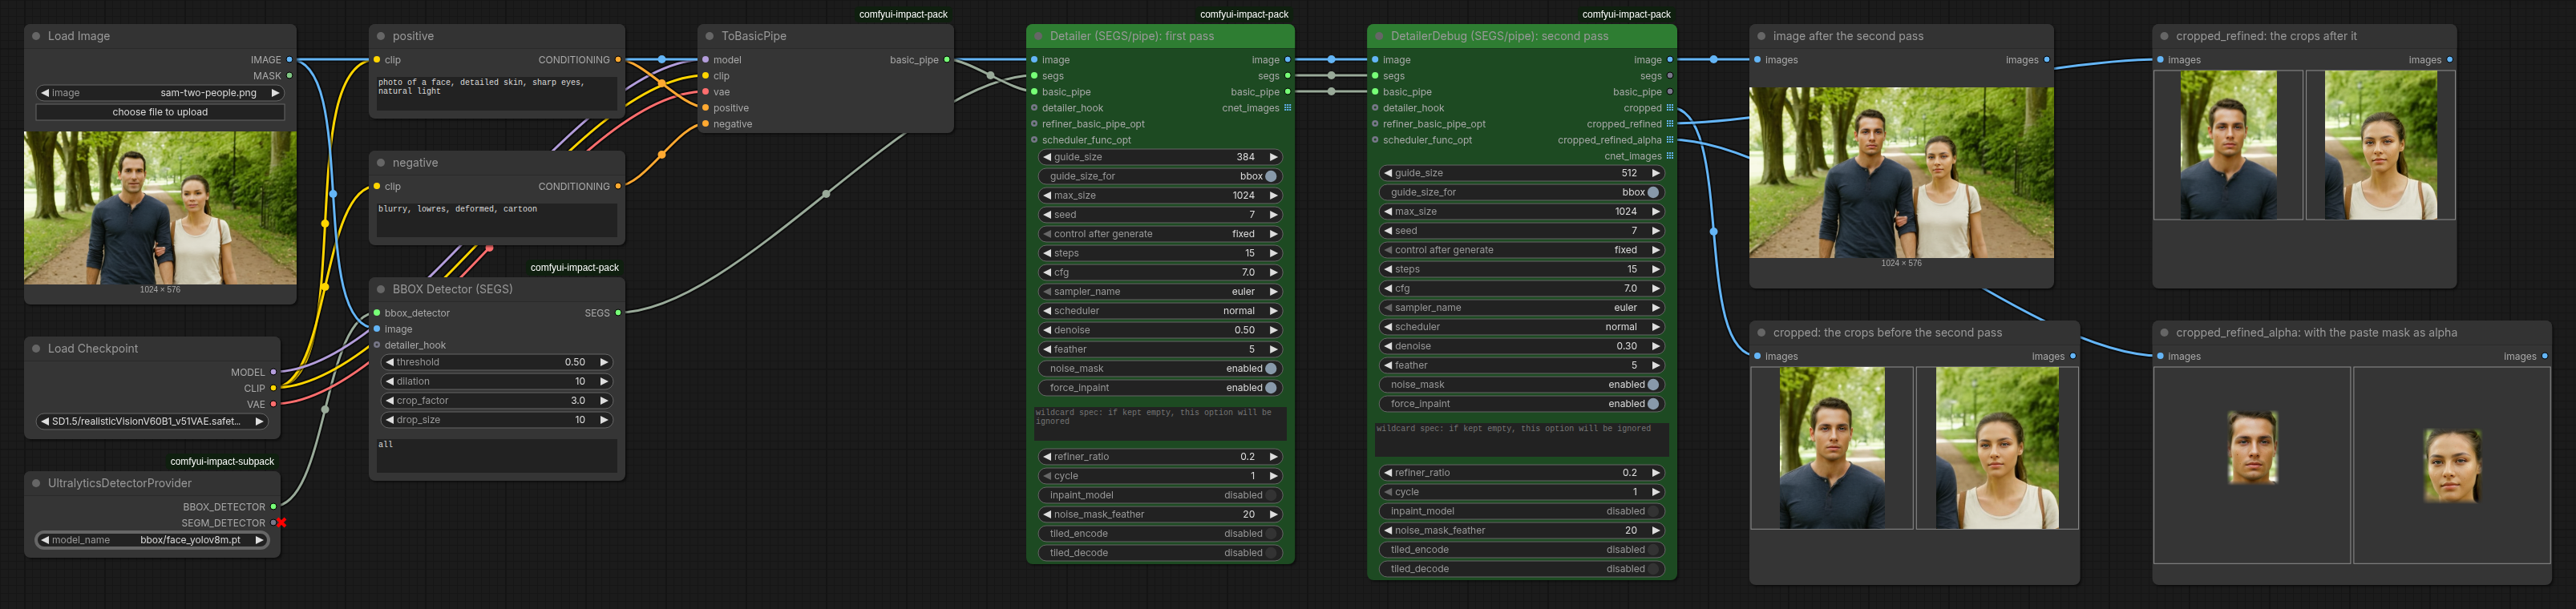 Load Image
IMAGE
MASK
image sam-two-people.png
choose file to upload
1024 × 576
Load Checkpoint
MODEL
CLIP
VAE
SD1.5/realisticVisionV60B1_v51VAE.safet...
comfyui-impact-subpack
UltralyticsDetectorProvider
BBOX_DETECTOR
SEGM_DETECTOR
model_name bbox/face_yolov8m.pt
positive
clip CONDITIONING
photo of a face, detailed skin, sharp eyes,
natural light
negative
clip CONDITIONING
blurry, lowres, deformed, cartoon
comfyui-impact-pack
BBOX Detector (SEGS)
bbox_detector SEGS
image
detailer_hook
threshold 0.50
dilation 10
crop_factor 3.0
drop_size 10
all
comfyui-impact-pack
ToBasicPipe
model basic_pipe
clip
vae
positive
negative
comfyui-impact-pack
Detailer (SEGS/pipe): first pass
image image
segs segs
basic_pipe basic_pipe
detailer_hook cnet_images
refiner_basic_pipe_opt
scheduler_func_opt
guide_size 384
guide_size_for bbox
max_size 1024
seed 7
control after generate fixed
steps 15
cfg 7.0
sampler_name euler
scheduler normal
denoise 0.50
feather 5
noise_mask enabled
force_inpaint enabled
wildcard spec: if kept empty, this option will be
ignored
refiner_ratio 0.2
cycle 1
inpaint_model disabled
noise_mask_feather 20
tiled_encode disabled
tiled_decode disabled
comfyui-impact-pack
DetailerDebug (SEGS/pipe): second pass
image image
segs segs
basic_pipe basic_pipe
detailer_hook cropped
refiner_basic_pipe_opt cropped_refined
scheduler_func_opt cropped_refined_alpha
cnet_images
guide_size 512
guide_size_for bbox
max_size 1024
seed 7
control after generate fixed
steps 15
cfg 7.0
sampler_name euler
scheduler normal
denoise 0.30
feather 5
noise_mask enabled
force_inpaint enabled
wildcard spec: if kept empty, this option will be ignored
refiner_ratio 0.2
cycle 1
inpaint_model disabled
noise_mask_feather 20
tiled_encode disabled
tiled_decode disabled
image after the second pass
images images
1024 × 576
cropped: the crops before the second pass
images images
cropped_refined: the crops after it
images images
cropped_refined_alpha: with the paste mask as alpha
images images